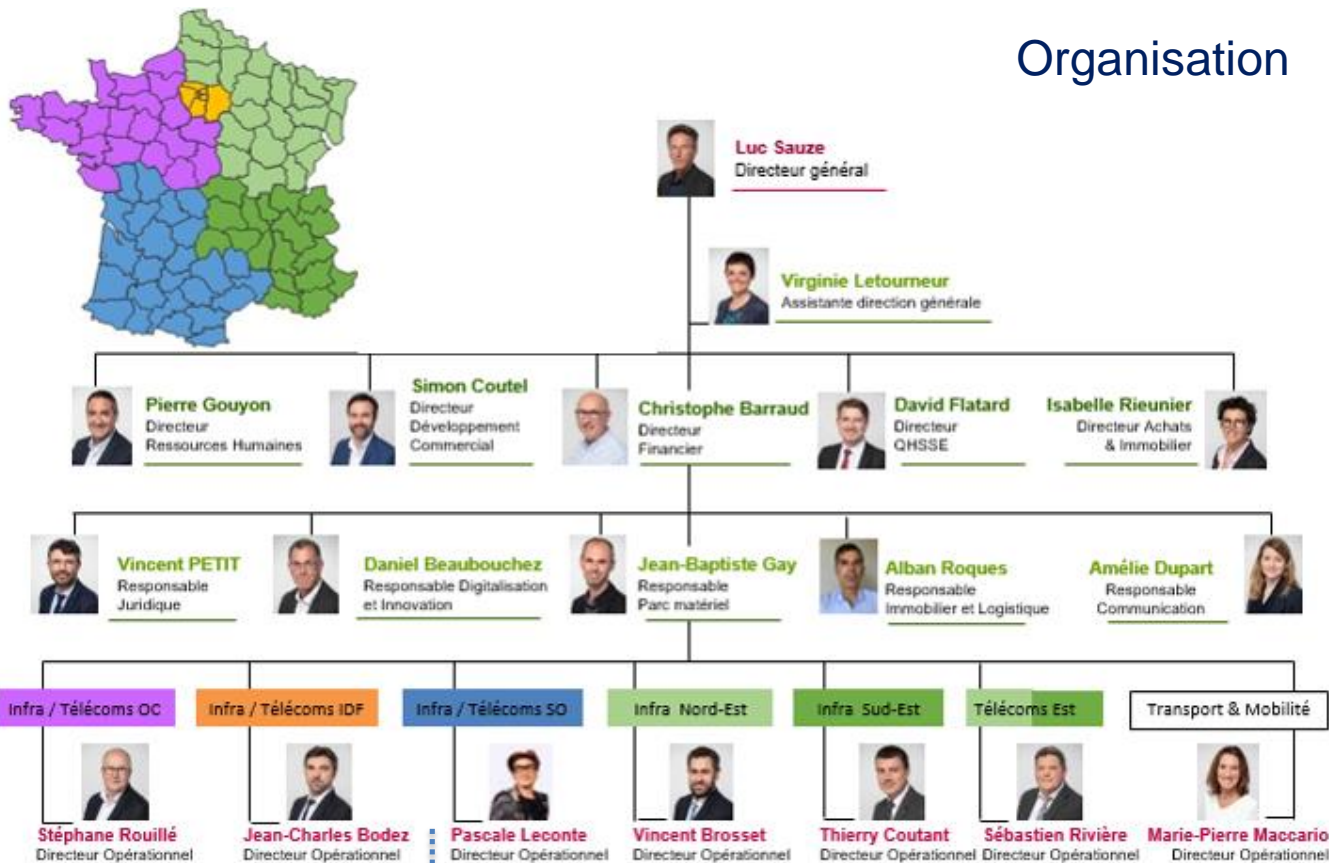 Organisation
Luc Sauze
Directeur général
Virginie Letourneur
Assistante direction générale
Pierre Gouyon
Directeur
Ressources Humaines
Simon Coutel
Directeur
Développement
Commercial
Christophe Barraud
Directeur
Financier
David Flatard
Directeur
QHSSE
Isabelle Rieunier
Directeur Achats
& Immobilier
Vincent PETIT
Responsable
Juridique
Daniel Beaubouchez
Responsable Digitalisation
et Innovation
Jean-Baptiste Gay
Responsable
Parc matériel
Alban Roques
Responsable
Immobilier et Logistique
Amélie Dupart
Responsable
Communication
Infra / Télécoms OC
Infra / Télécoms IDF
Infra / Télécoms SO
Infra Nord-Est
Infra Sud-Est
Télécoms Est
Transport & Mobilité
Stéphane Rouillé
Directeur Opérationnel
Jean-Charles Bodez
Directeur Opérationnel
Pascale Leconte
Directeur Opérationnel
Vincent Brosset
Directeur Opérationnel
Thierry Coutant
Directeur Opérationnel
Sébastien Rivière
Directeur Opérationnel
Marie-Pierre Maccario
Directeur Opérationnel